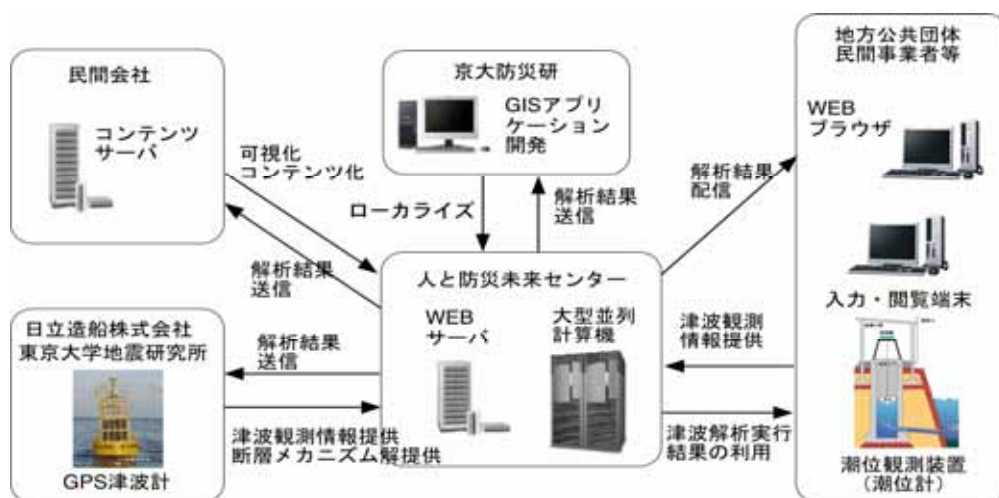 民間会社
コンテンツ
サーバ
可視化
コンテンツ化
京大防災研
GISアプリ
ケーション
開発
ローカライズ
解析結果
送信
解析結果
配信
地方公共団体
民間事業者等
WEB
ブラウザ
入力・閲覧端末
解析結果
送信
人と防災未来センター
WEB
サーバ
大型並列
計算機
日立造船株式会社
東京大学地震研究所
GPS津波計
解析結果
送信
津波観測情報提供
断層メカニズム解提供
津波観測
情報提供
津波解析実行
結果の利用
潮位観測装置
(潮位計)